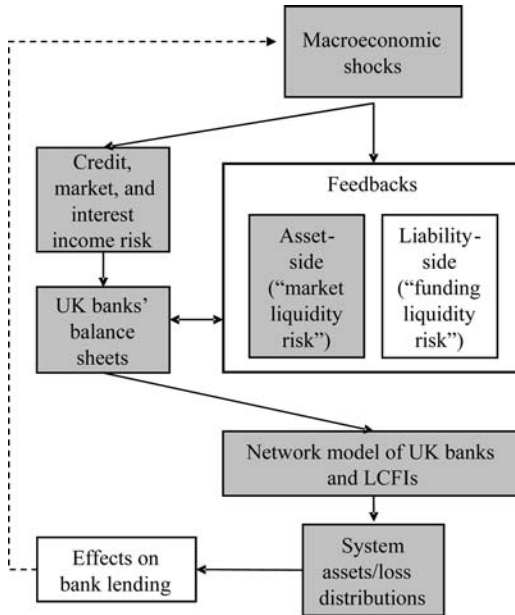 Macroeconomic
shocks
Credit,
market, and
interest
income risk
Feedbacks
Asset-
side
(“market
liquidity
risk”)
Liability-
side
(“funding
liquidity
risk”)
UK banks’
balance
sheets
Network model of UK banks
and LCFIs
System
assets/loss
distributions
Effects on
bank lending